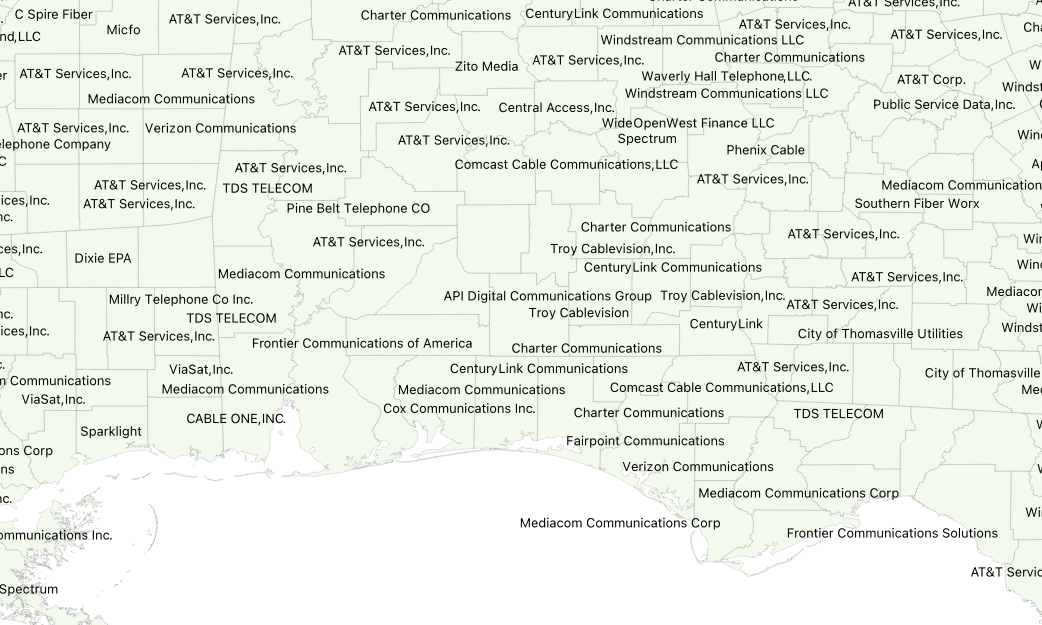 AT&T Services,Inc.
C Spire Fiber
Charter Communications
CenturyLink Communications
AT&T Services,Inc.
AT&T Services,Inc.
Micfo
AT&T Services,Inc.
nd,LLC
Windstream Communications LLC
AT&T Services,Inc.
AT&T Services,Inc.
Charter Communications
Zito Media
AT&T Services,Inc.
AT&T Services,Inc.
AT&T Services,Inc.
Waverly Hall Telephone,LLC.
AT&T Corp.
Windstream Communications LLC
Mediacom Communications
AT&T Services,Inc.
Central Access,Inc.
Public Service Data,Inc.
WideOpenWest Finance LLC
AT&T Services,Inc.
Verizon Communications
Spectrum
AT&T Services,Inc.
elephone Company
Phenix Cable
Comcast Cable Communications,LLC
AT&T Services,Inc.
AT&T Services,Inc.
AT&T Services,Inc.
TDS TELECOM
Mediacom Communication
ices,Inc.
AT&T Services,Inc.
Southern Fiber Worx
Pine Belt Telephone CO
nc.
Charter Communications
AT&T Services,Inc.
AT&T Services,Inc.
ces,Inc.
Troy Cablevision,Inc.
Dixie EPA
CenturyLink Communications
LC
Mediacom Communications
AT&T Services,Inc.
Mediacom
API Digital Communications Group
Troy Cablevision,Inc.
Millry Telephone Co Inc.
AT&T Services,Inc.
nc.
Troy Cablevision
TDS TELECOM
CenturyLink
ices,Inc.
AT&T Services,Inc.
City of Thomasville Utilities
Windst
Frontier Communications of America
Charter Communications
CenturyLink Communications
AT&T Services,Inc.
ViaSat,Inc.
City of Thomasville
m Communications
Mediacom Communications
Mediacom Communications
Comcast Cable Communications,LLC
ViaSat,Inc.
Cox Communications Inc.
Charter Communications
TDS TELECOM
CABLE ONE,INC.
Sparklight
Fairpoint Communications
ons Corp
ns
Verizon Communications
nc.
Mediacom Communications Corp
Mediacom Communications Corp
Frontier Communications Solutions
ommunications Inc.
AT&T Servic
Spectrum